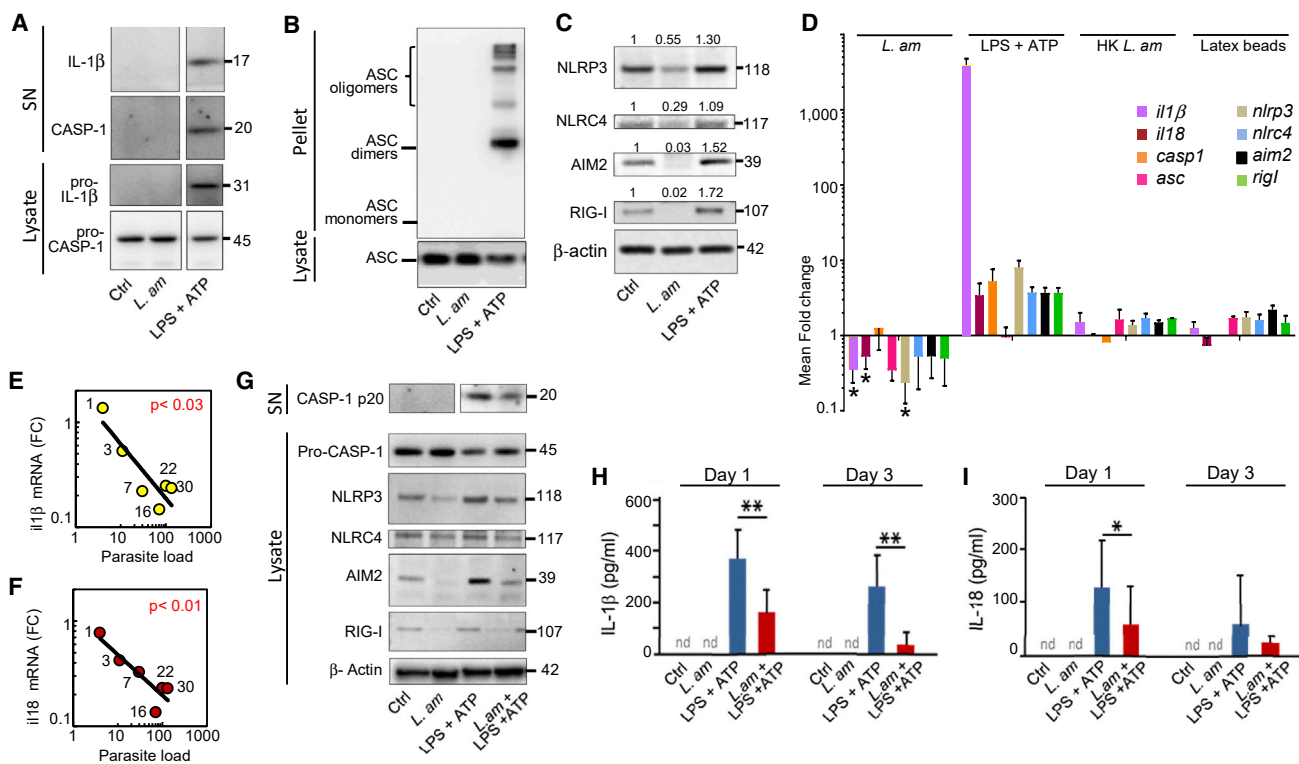 A
SN
Lysate
IL-1β
CASP-1
pro-
IL-1β
pro-
CASP-1
17
20
31
45
Ctrl
L. am
LPS + ATP
B
Pellet
Lysate
ASC
oligomers
ASC
dimers
ASC
monomers
ASC
Ctrl
L. am
LPS + ATP
C
1 0.55 1.30
NLRP3 118
1 0.29 1.09
NLRC4 117
1 0.03 1.52
AIM2 39
1 0.02 1.72
RIG-I 107
β-actin 42
Ctrl
L. am
LPS + ATP
D
L. am LPS + ATP HK L. am Latex beads
Mean Fold change
1,000
100
10
1
0.1
il1β
il18
casp1
asc
nlrp3
nlrc4
aim2
rigI
* * *
E
p< 0.03
il1β mRNA (FC)
1
0.1
1 3 7 16 22 30
1 10 100 1000
Parasite load
F
p< 0.01
il18 mRNA (FC)
1
0.1
1 3 7 16 22 30
1 10 100 1000
Parasite load
G
SN
Lysate
CASP-1 p20 20
Pro-CASP-1 45
NLRP3 118
NLRC4 117
AIM2 39
RIG-I 107
β- Actin 42
Ctrl
L. am
LPS + ATP
L.am +
LPS +ATP
H
Day 1 Day 3
IL-1β (pg/ml)
600
400
200
0
nd nd ** nd nd **
Ctrl
L. am
LPS + ATP
L.am +
LPS +ATP
Ctrl
L. am
LPS + ATP
L.am +
LPS +ATP
I
Day 1 Day 3
IL-18 (pg/ml)
300
200
100
0
nd nd * nd nd
Ctrl
L. am
LPS + ATP
L.am +
LPS +ATP
Ctrl
L. am
LPS + ATP
L.am +
LPS +ATP